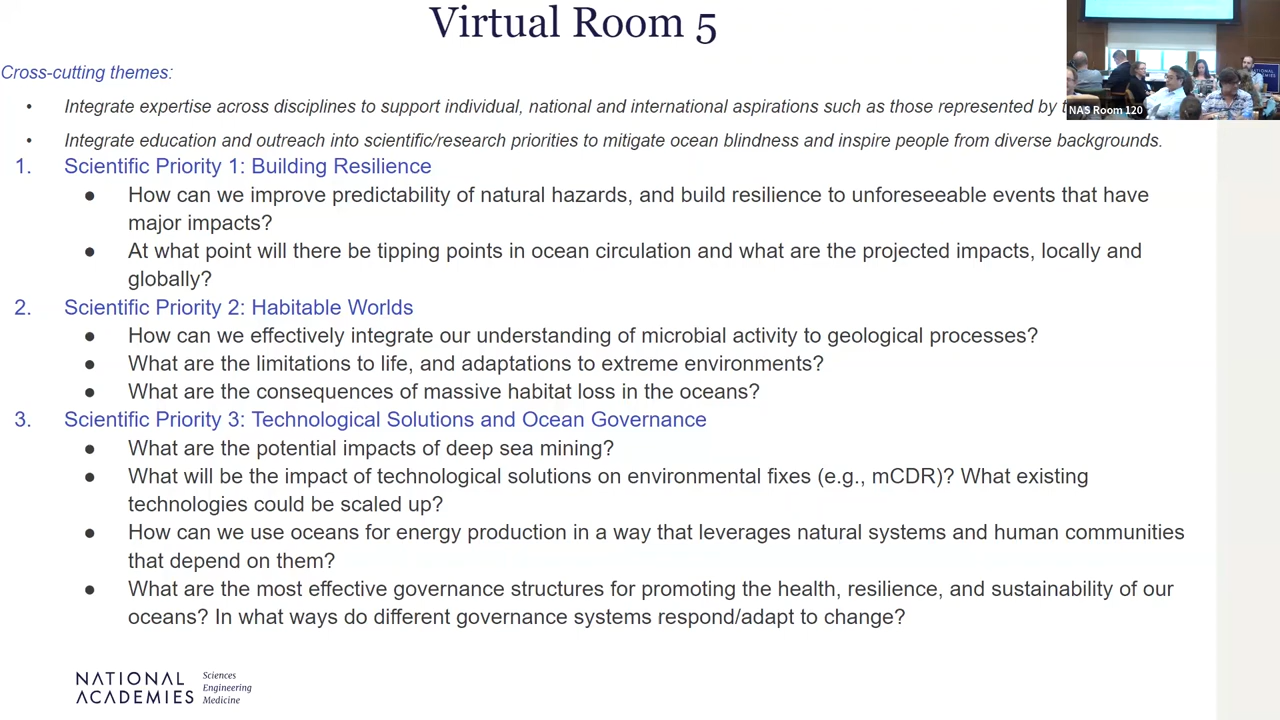 Virtual Room 5
Cross-cutting themes:
• Integrate expertise across disciplines to support individual, national and international aspirations such as those represented by
• Integrate education and outreach into scientific/research priorities to mitigate ocean blindness and inspire people from diverse backgrounds.
1. Scientific Priority 1: Building Resilience
● How can we improve predictability of natural hazards, and build resilience to unforeseeable events that have
major impacts?
● At what point will there be tipping points in ocean circulation and what are the projected impacts, locally and
globally?
2. Scientific Priority 2: Habitable Worlds
● How can we effectively integrate our understanding of microbial activity to geological processes?
● What are the limitations to life, and adaptations to extreme environments?
● What are the consequences of massive habitat loss in the oceans?
3. Scientific Priority 3: Technological Solutions and Ocean Governance
● What are the potential impacts of deep sea mining?
● What will be the impact of technological solutions on environmental fixes (e.g., mCDR)? What existing
technologies could be scaled up?
● How can we use oceans for energy production in a way that leverages natural systems and human communities
that depend on them?
● What are the most effective governance structures for promoting the health, resilience, and sustainability of our
oceans? In what ways do different governance systems respond/adapt to change?
NATIONAL
ACADEMIES
Sciences
Engineering
Medicine
NAS Room 120
NATIONAL